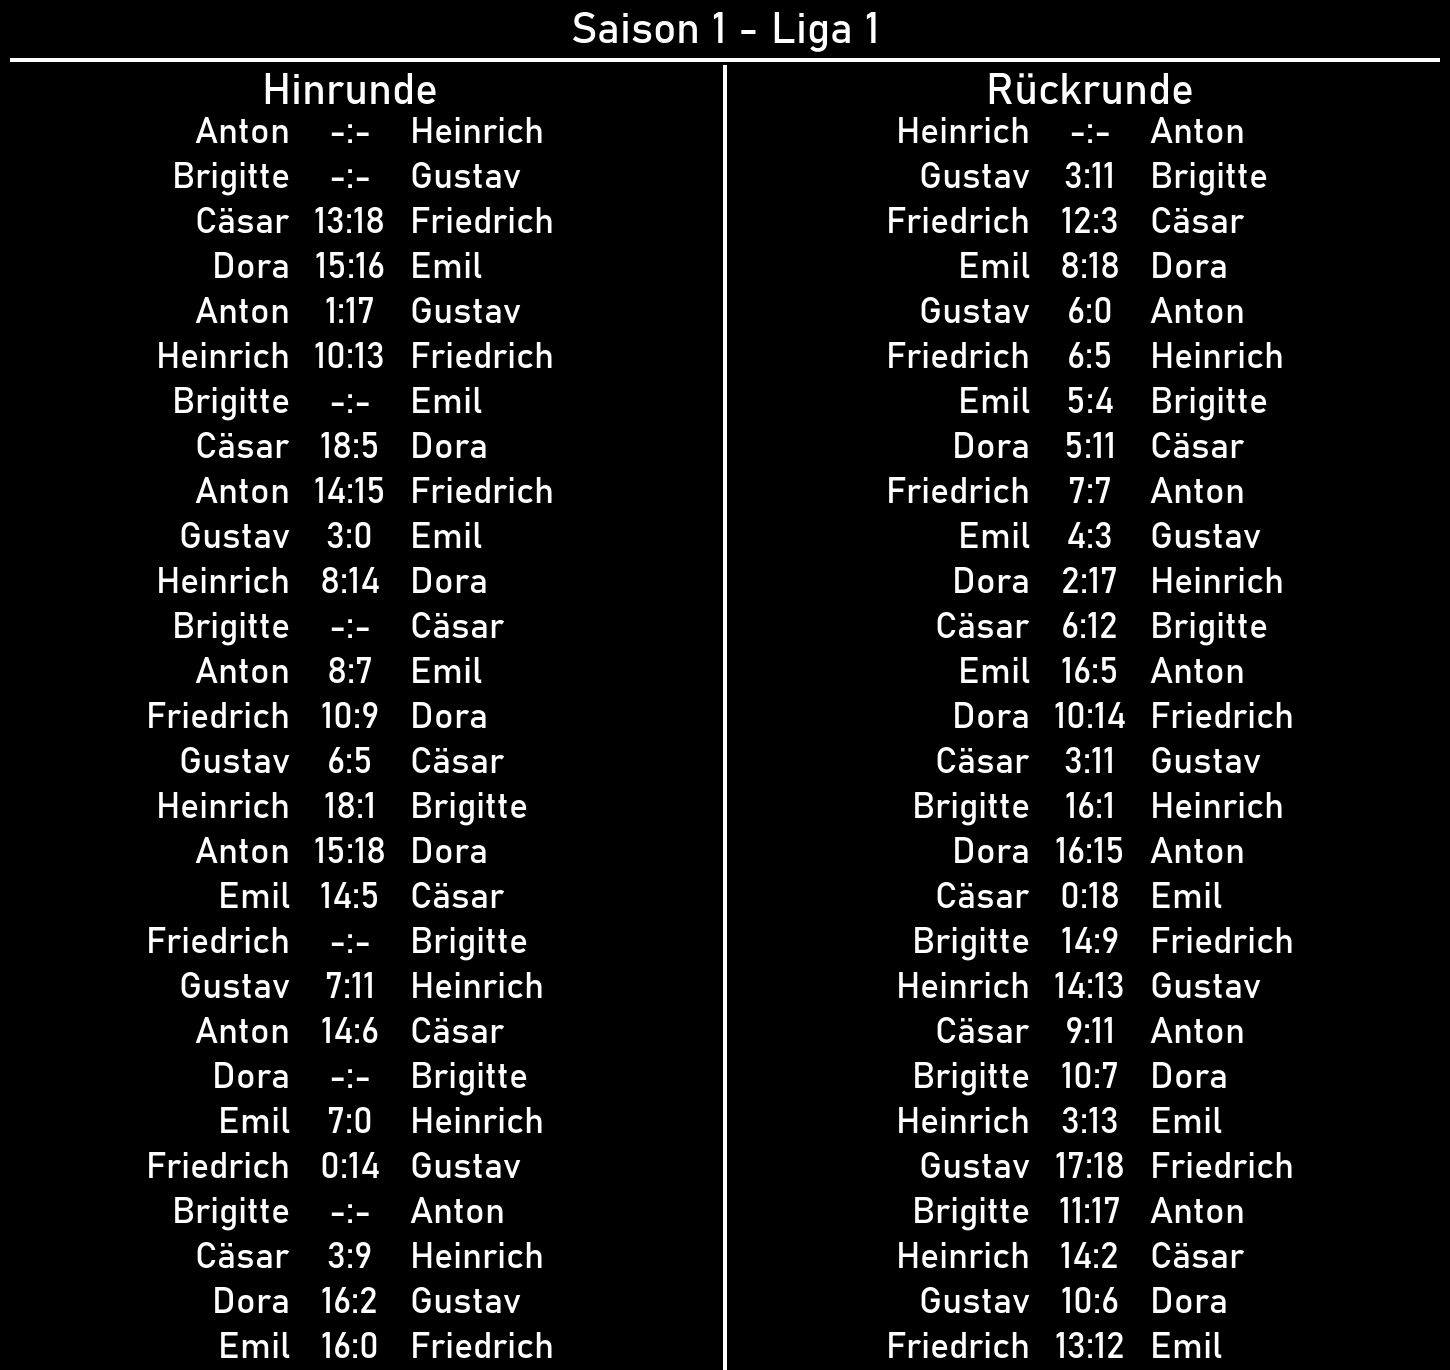 Saison 1 - Liga 1
Hinrunde
Anton -:- Heinrich
Brigitte -:- Gustav
Cäsar 13:18 Friedrich
Dora 15:16 Emil
Anton 1:17 Gustav
Heinrich 10:13 Friedrich
Brigitte -:- Emil
Cäsar 18:5 Dora
Anton 14:15 Friedrich
Gustav 3:0 Emil
Heinrich 8:14 Dora
Brigitte -:- Cäsar
Anton 8:7 Emil
Friedrich 10:9 Dora
Gustav 6:5 Cäsar
Heinrich 18:1 Brigitte
Anton 15:18 Dora
Emil 14:5 Cäsar
Friedrich -:- Brigitte
Gustav 7:11 Heinrich
Anton 14:6 Cäsar
Dora -:- Brigitte
Emil 7:0 Heinrich
Friedrich 0:14 Gustav
Brigitte -:- Anton
Cäsar 3:9 Heinrich
Dora 16:2 Gustav
Emil 16:0 Friedrich
Rückrunde
Heinrich -:- Anton
Gustav 3:11 Brigitte
Friedrich 12:3 Cäsar
Emil 8:18 Dora
Gustav 6:0 Anton
Friedrich 6:5 Heinrich
Emil 5:4 Brigitte
Dora 5:11 Cäsar
Friedrich 7:7 Anton
Emil 4:3 Gustav
Dora 2:17 Heinrich
Cäsar 6:12 Brigitte
Emil 16:5 Anton
Dora 10:14 Friedrich
Cäsar 3:11 Gustav
Brigitte 16:1 Heinrich
Dora 16:15 Anton
Cäsar 0:18 Emil
Brigitte 14:9 Friedrich
Heinrich 14:13 Gustav
Cäsar 9:11 Anton
Brigitte 10:7 Dora
Heinrich 3:13 Emil
Gustav 17:18 Friedrich
Brigitte 11:17 Anton
Heinrich 14:2 Cäsar
Gustav 10:6 Dora
Friedrich 13:12 Emil